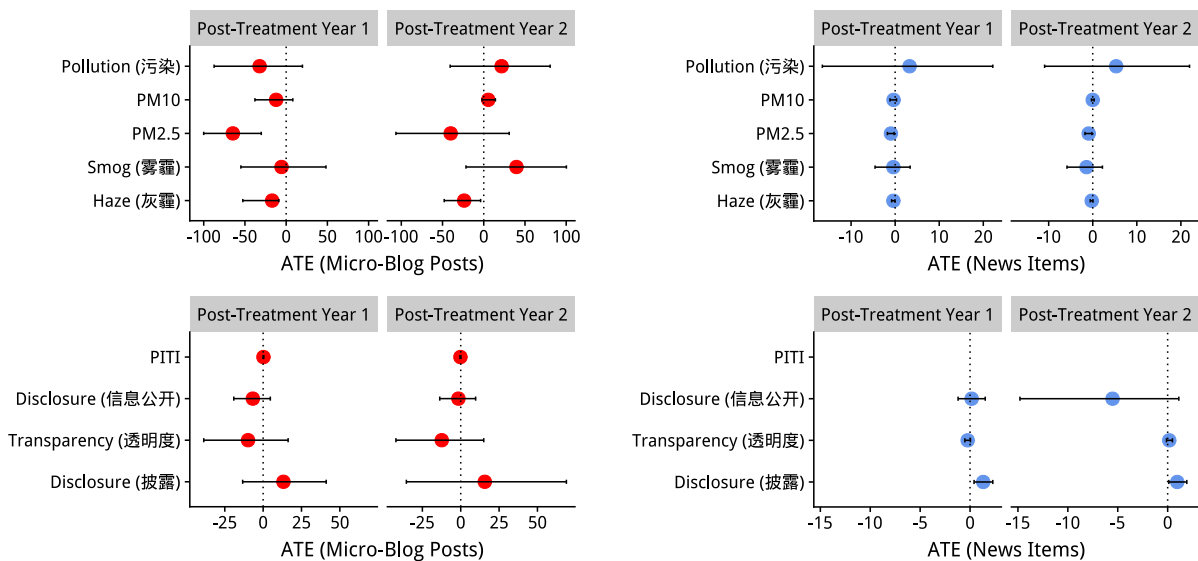 Post-Treatment Year 1
Post-Treatment Year 2
Pollution (污染)
PM10
PM2.5
Smog (雾霾)
Haze (灰霾)
-100 -50 0 50 100
-100 -50 0 50 100
ATE (Micro-Blog Posts)
Post-Treatment Year 1
Post-Treatment Year 2
Pollution (污染)
PM10
PM2.5
Smog (雾霾)
Haze (灰霾)
-10 0 10 20
-10 0 10 20
ATE (News Items)
Post-Treatment Year 1
Post-Treatment Year 2
PITI
Disclosure (信息公开)
Transparency (透明度)
Disclosure (披露)
-25 0 25 50
-25 0 25 50
ATE (Micro-Blog Posts)
Post-Treatment Year 1
Post-Treatment Year 2
PITI
Disclosure (信息公开)
Transparency (透明度)
Disclosure (披露)
-15 -10 -5 0
-15 -10 -5 0
ATE (News Items)